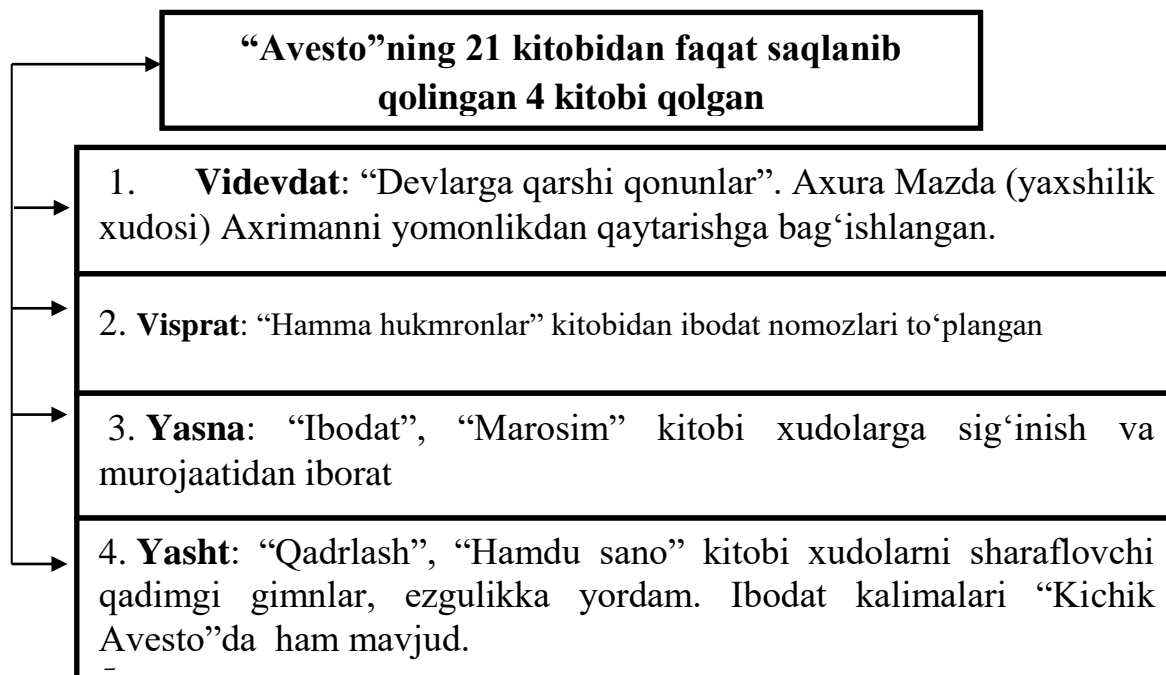 “Avesto”ning 21 kitobidan faqat saqlanib
qolingan 4 kitobi qolgan
1. Videvdat: “Devlarga qarshi qonunlar”. Axura Mazda (yaxshilik
xudosi) Axrimanni yomonlikdan qaytarishga bag‘ishlangan.
2. Visprat: “Hamma hukmronlar” kitobidan ibodat nomozlari to‘plangan
3. Yasna: “Ibodat”, “Marosim” kitobi xudolarga sig‘inish va
murojaatidan iborat
4. Yasht: “Qadrlash”, “Hamdu sano” kitobi xudolarni sharaflovchi
qadimgi gimnlar, ezgulikka yordam. Ibodat kalimalari “Kichik
Avesto”da ham mavjud.